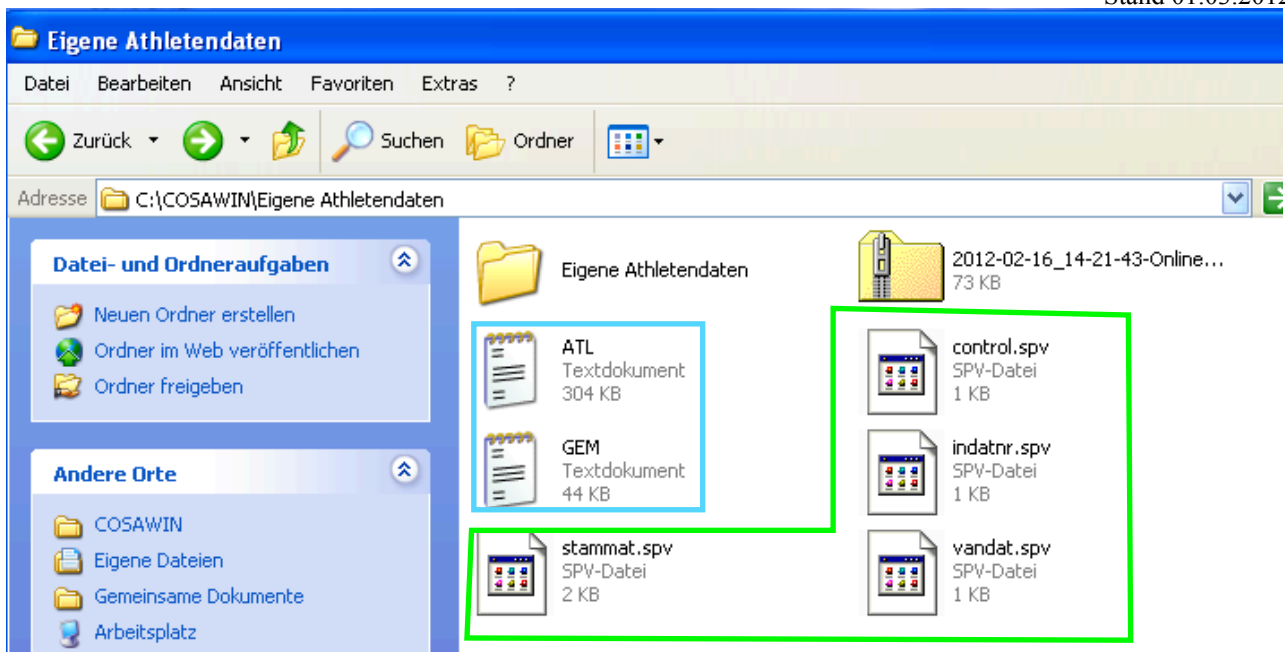 Stand 01.03.2012
Eigene Athletendaten
Datei Bearbeiten Ansicht Favoriten Extras ?
Zurück Suchen Ordner
Adresse C:\COSAWIN\Eigene Athletendaten
Datei- und Ordneraufgaben
Neuen Ordner erstellen
Ordner im Web veröffentlichen
Ordner freigeben
Andere Orte
COSAWIN
Eigene Dateien
Gemeinsame Dokumente
Arbeitsplatz
Eigene Athletendaten
2012-02-16_14-21-43-Online...
73 KB
ATL
Textdokument
304 KB
control.spv
SPV-Datei
1 KB
GEM
Textdokument
44 KB
indatnr.spv
SPV-Datei
1 KB
stammat.spv
SPV-Datei
2 KB
vandat.spv
SPV-Datei
1 KB